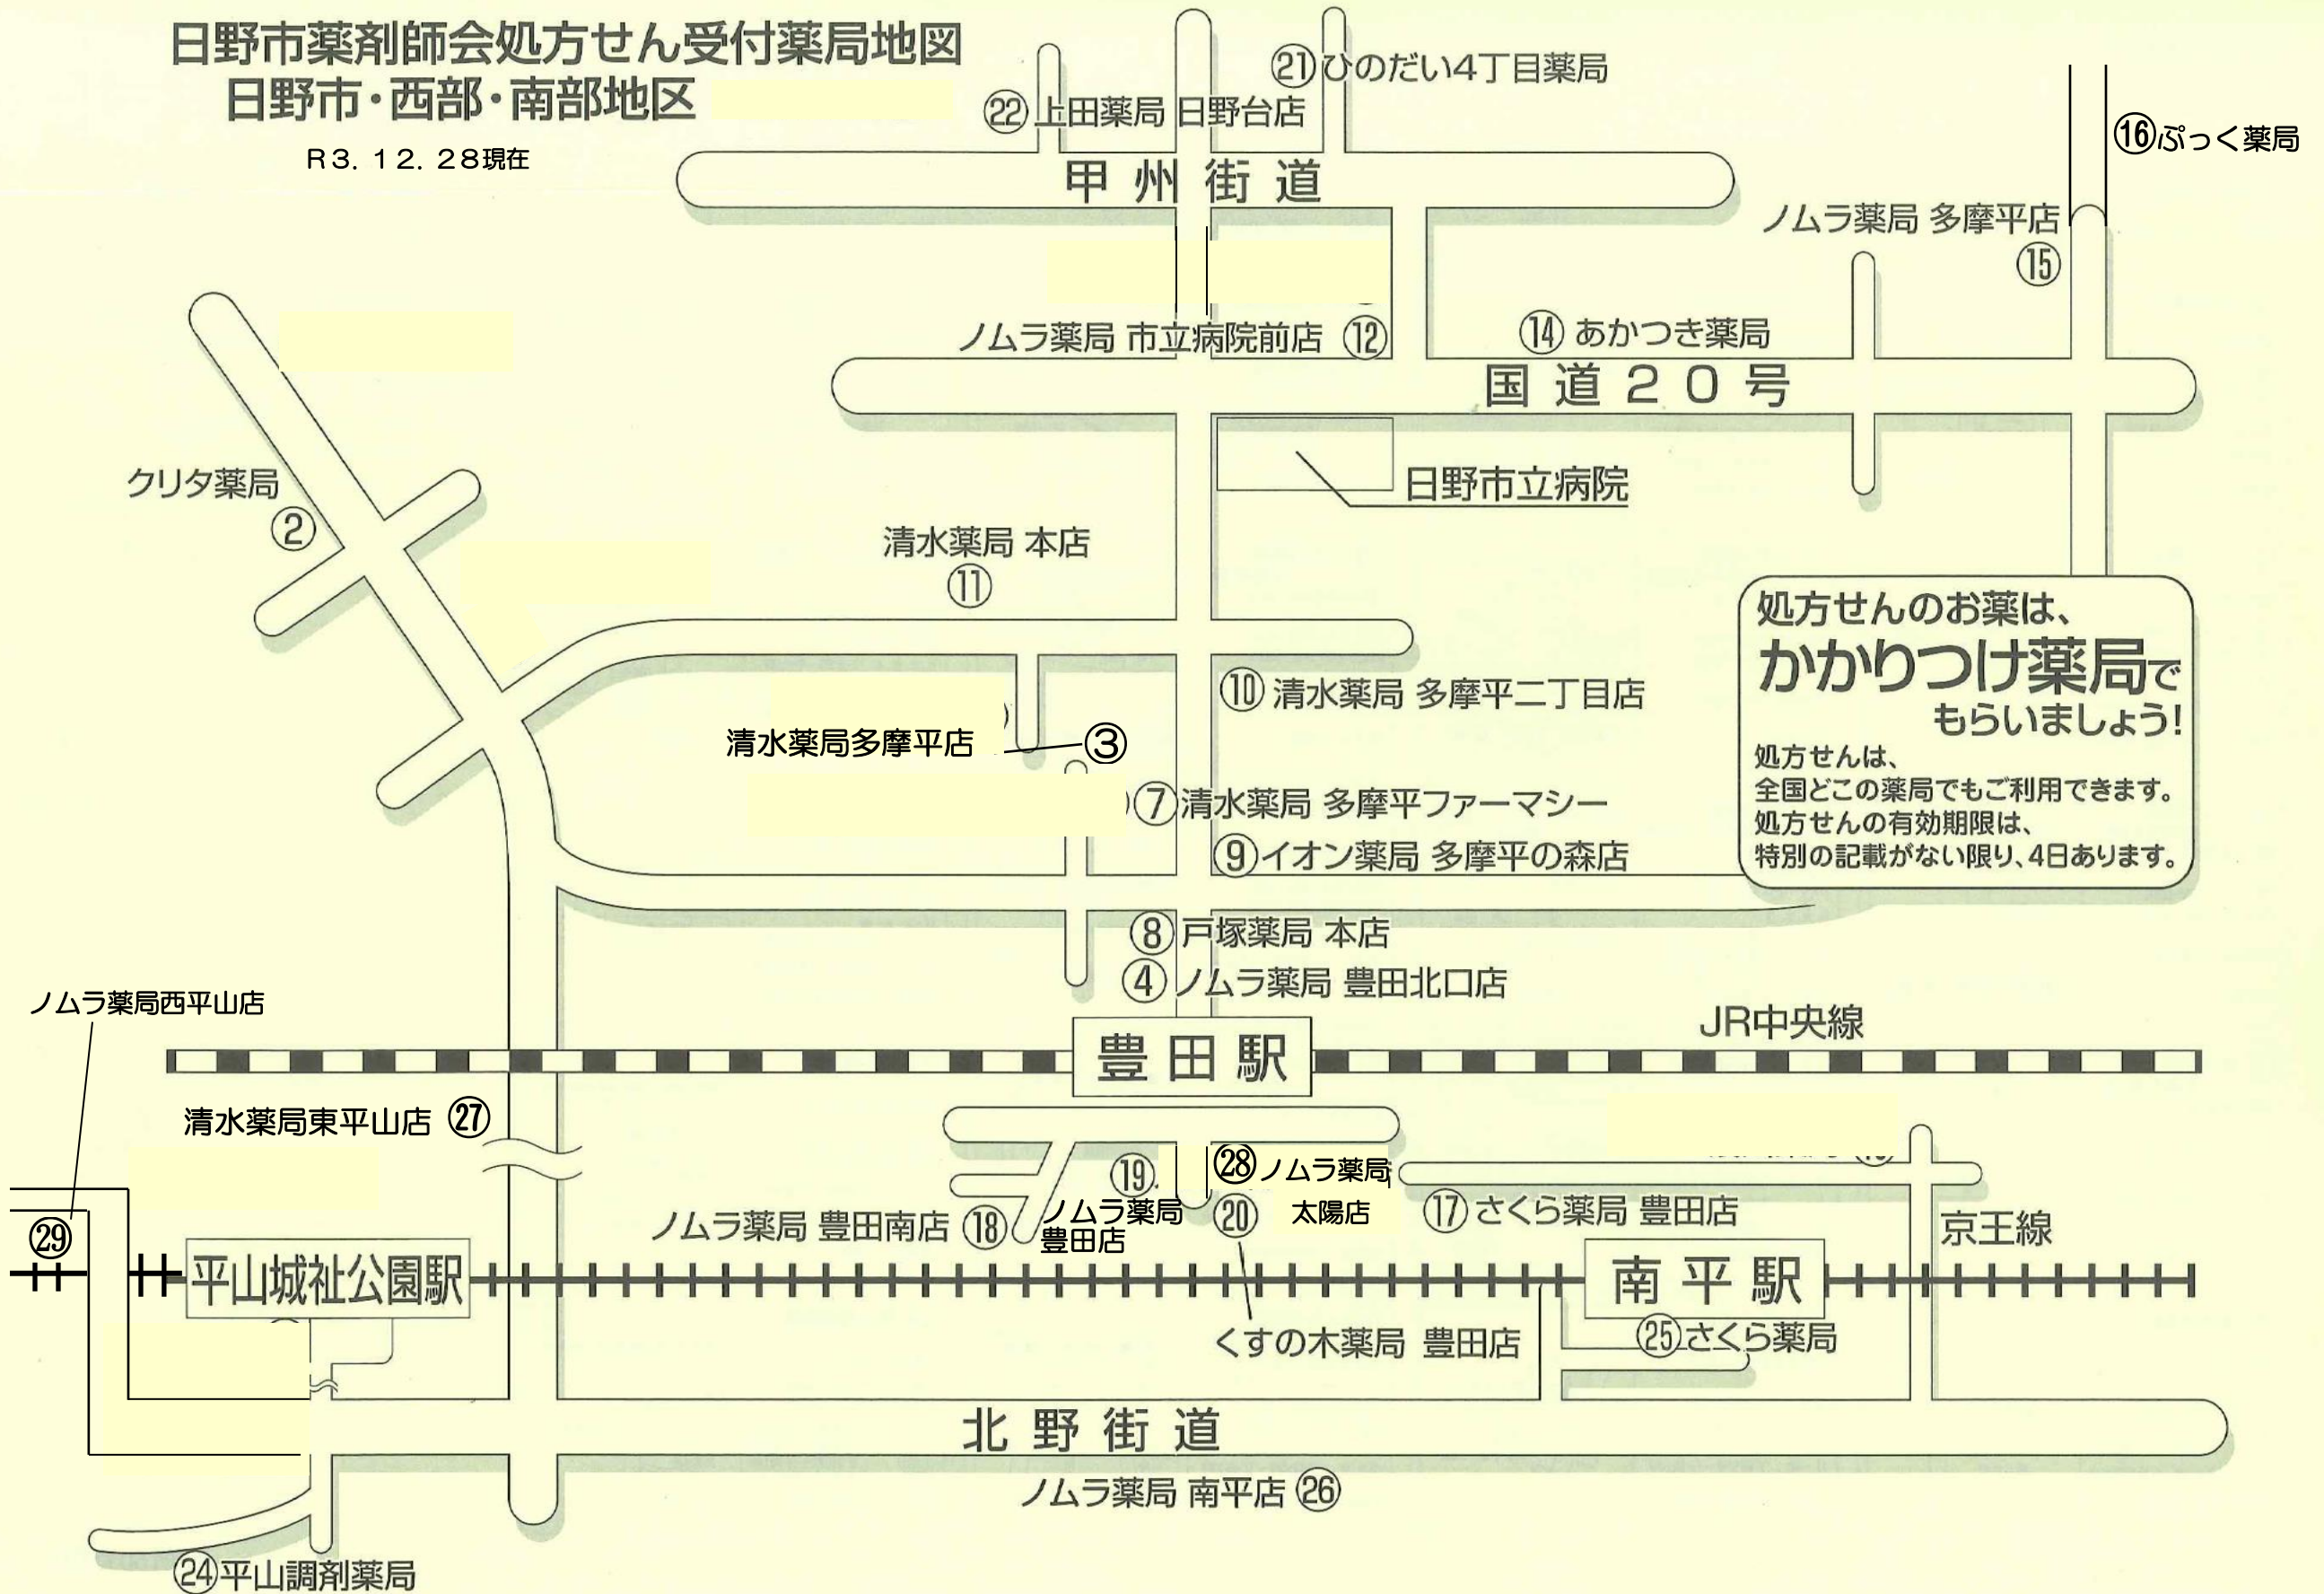 日野市薬剤師会処方せん受付薬局地図
日野市・西部・南部地区
R3.12.28現在
㉑ひのだい4丁目薬局
㉒上田薬局 日野台店
⑯ぷっく薬局
甲州街道
ノムラ薬局 多摩平店
⑮
ノムラ薬局 市立病院前店 ⑫
⑭あかつき薬局
国道20号
クリタ薬局
②
日野市立病院
清水薬局 本店
⑪
処方せんのお薬は、
かかりつけ薬局で
もらいましょう!
処方せんは、
全国どこの薬局でもご利用できます。
処方せんの有効期限は、
特別の記載がない限り、4日あります。
⑩清水薬局 多摩平二丁目店
清水薬局多摩平店 ③
⑦清水薬局 多摩平ファーマシー
⑨イオン薬局 多摩平の森店
⑧戸塚薬局 本店
④ノムラ薬局 豊田北口店
ノムラ薬局西平山店
JR中央線
豊田駅
清水薬局東平山店 ㉗
⑲
㉘ノムラ薬局
太陽店
ノムラ薬局
豊田店
⑳
ノムラ薬局 豊田南店 ⑱
⑰さくら薬局 豊田店
京王線
㉙
平山城祉公園駅
南平駅
くすの木薬局 豊田店
㉕さくら薬局
北野街道
ノムラ薬局 南平店 ㉖
㉔平山調剤薬局